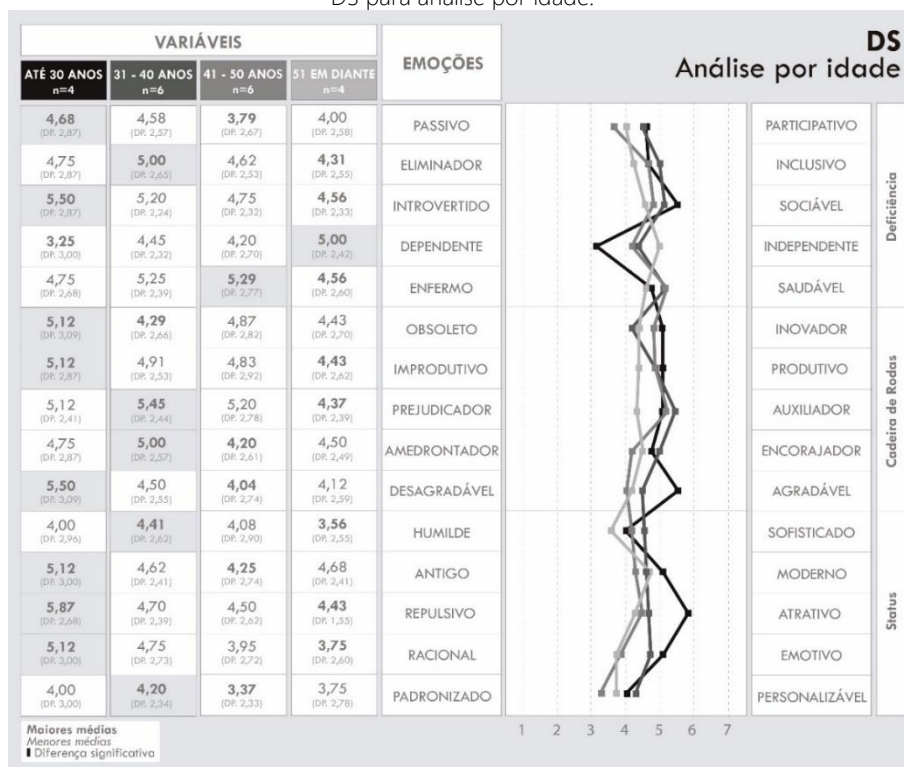 DS para análise por idade.
VARIÁVEIS
EMOÇÕES
DS
Análise por idade
ATÉ 30 ANOS 31 - 40 ANOS 41 - 50 ANOS 51 EM DIANTE
n=4 n=6 n=6 n=4
4,68 4,58 3,79 4,00 PASSIVO PARTICIPATIVO
(DP. 2,87) (DP. 2,57) (DP. 2,67) (DP. 2,58)
4,75 5,00 4,62 4,31 ELIMINADOR INCLUSIVO
(DP. 2,87) (DP. 2,65) (DP. 2,53) (DP. 2,55)
5,50 5,20 4,75 4,56 INTROVERTIDO SOCIÁVEL
(DP. 2,87) (DP. 2,24) (DP. 2,32) (DP. 2,33)
3,25 4,45 4,20 5,00 DEPENDENTE INDEPENDENTE
(DP. 3,00) (DP. 2,32) (DP. 2,70) (DP. 2,42)
4,75 5,25 5,29 4,56 ENFERMO SAUDÁVEL
(DP. 2,68) (DP. 2,39) (DP. 2,77) (DP. 2,60)
Deficiência
5,12 4,29 4,87 4,43 OBSOLETO INOVADOR
(DP. 3,09) (DP. 2,66) (DP. 2,82) (DP. 2,70)
5,12 4,91 4,83 4,43 IMPRODUTIVO PRODUTIVO
(DP. 2,87) (DP. 2,53) (DP. 2,92) (DP. 2,62)
5,12 5,45 5,20 4,37 PREJUDICADOR AUXILIADOR
(DP. 2,41) (DP. 2,44) (DP. 2,78) (DP. 2,39)
4,75 5,00 4,20 4,50 AMEDRONTADOR ENCORAJADOR
(DP. 2,87) (DP. 2,57) (DP. 2,61) (DP. 2,49)
5,50 4,50 4,04 4,12 DESAGRADÁVEL AGRADÁVEL
(DP. 3,09) (DP. 2,55) (DP. 2,74) (DP. 2,59)
Cadeira de Rodas
4,00 4,41 4,08 3,56 HUMILDE SOFISTICADO
(DP. 2,96) (DP. 2,62) (DP. 2,90) (DP. 2,55)
5,12 4,62 4,25 4,68 ANTIGO MODERNO
(DP. 3,00) (DP. 2,41) (DP. 2,74) (DP. 2,41)
5,87 4,70 4,50 4,43 REPULSIVO ATRATIVO
(DP. 2,68) (DP. 2,39) (DP. 2,62) (DP. 1,55)
5,12 4,75 3,95 3,75 RACIONAL EMOTIVO
(DP. 3,00) (DP. 2,73) (DP. 2,72) (DP. 2,60)
4,00 4,20 3,37 3,75 PADRONIZADO PERSONALIZÁVEL
(DP. 3,00) (DP. 2,34) (DP. 2,33) (DP. 2,78)
Status
1 2 3 4 5 6 7
Maiores médias
Menores médias
Diferença significativa